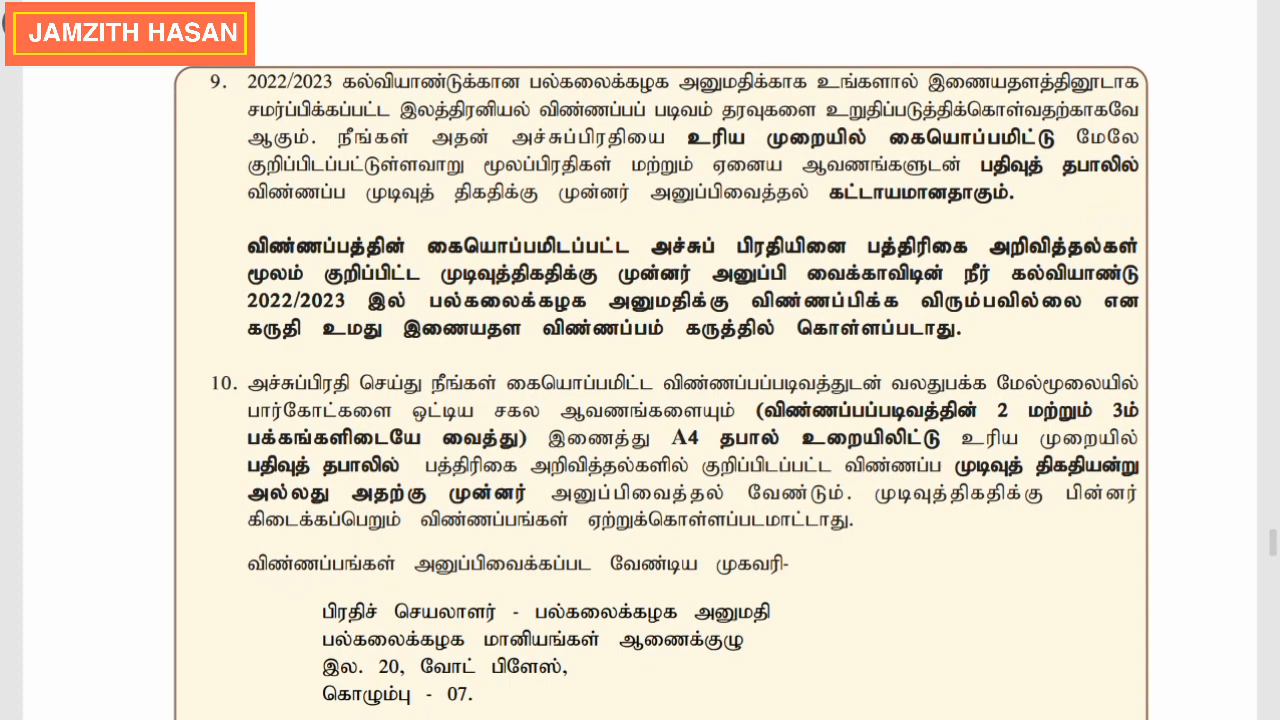 JAMZITH HASAN
9. 2022/2023 கல்வியாண்டுக்கான பல்கலைக்கழக அனுமதிக்காக உங்களால் இணையதளத்தினூடாக
சமர்ப்பிக்கப்பட்ட இலத்திரனியல் விண்ணப்பப் படிவம் தரவுகளை உறுதிப்படுத்திக்கொள்வதற்காகவே
ஆகும். நீங்கள் அதன் அச்சுப்பிரதியை உரிய முறையில் கையொப்பமிட்டு மேலே
குறிப்பிடப்பட்டுள்ளவாறு மூலப்பிரதிகள் மற்றும் ஏனைய ஆவணங்களுடன் பதிவுத் தபாலில்
விண்ணப்ப முடிவுத் திகதிக்கு முன்னர் அனுப்பிவைத்தல் கட்டாயமானதாகும்.
விண்ணப்பத்தின் கையொப்பமிடப்பட்ட அச்சுப் பிரதியினை பத்திரிகை அறிவித்தல்கள்
மூலம் குறிப்பிட்ட முடிவுத்திகதிக்கு முன்னர் அனுப்பி வைக்காவிடின் நீர் கல்வியாண்டு
2022/2023 இல் பல்கலைக்கழக அனுமதிக்கு விண்ணப்பிக்க விரும்பவில்லை என
கருதி உமது இணையதள விண்ணப்பம் கருத்தில் கொள்ளப்படாது.
10. அச்சுப்பிரதி செய்து நீங்கள் கையொப்பமிட்ட விண்ணப்பப்படிவத்துடன் வலதுபக்க மேல்மூலையில்
பார்கோட்களை ஒட்டிய சகல ஆவணங்களையும் (விண்ணப்பப்படிவத்தின் 2 மற்றும் 3ம்
பக்கங்களிடையே வைத்து) இணைத்து A4 தபால் உறையிலிட்டு உரிய முறையில்
பதிவுத் தபாலில் பத்திரிகை அறிவித்தல்களில் குறிப்பிடப்பட்ட விண்ணப்ப முடிவுத் திகதியன்று
அல்லது அதற்கு முன்னர் அனுப்பிவைத்தல் வேண்டும். முடிவுத்திகதிக்கு பின்னர்
கிடைக்கப்பெறும் விண்ணப்பங்கள் ஏற்றுக்கொள்ளப்படமாட்டாது.
விண்ணப்பங்கள் அனுப்பிவைக்கப்பட வேண்டிய முகவரி-
பிரதிச் செயலாளர் - பல்கலைக்கழக அனுமதி
பல்கலைக்கழக மானியங்கள் ஆணைக்குழு
இல. 20, வோட் பிளேஸ்,
கொழும்பு - 07.